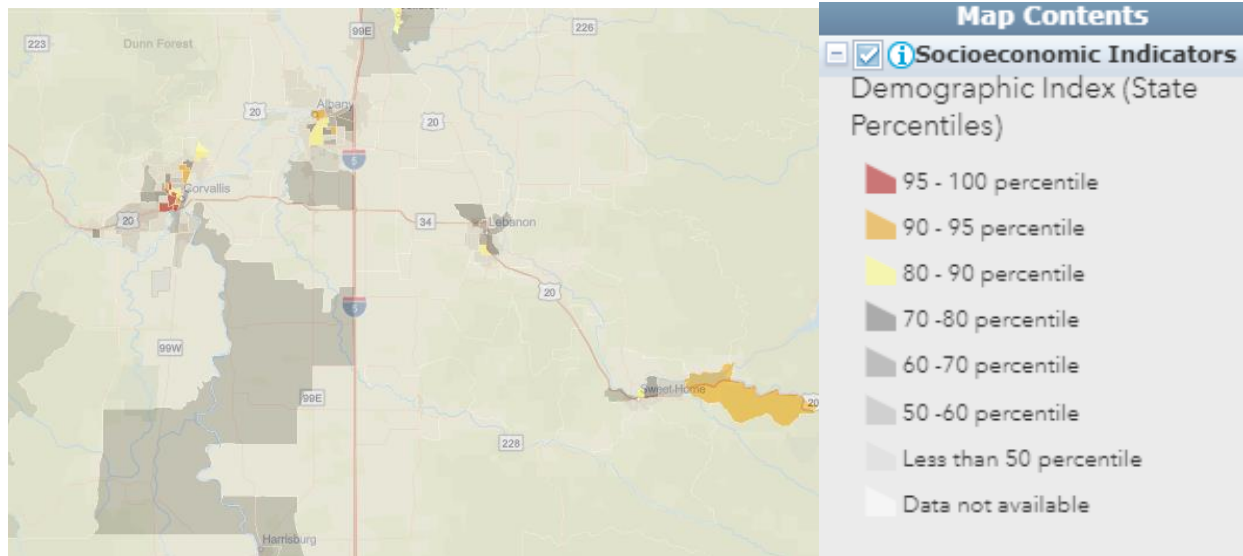 99E
223
226
Dunn Forest
20
Albany
20
5
Corvallis
20
34
Lebanon
20
5
99W
99E
Sweet Home
20
228
Harrisburg
Map Contents
Socioeconomic Indicators
Demographic Index (State
Percentiles)
95 - 100 percentile
90 - 95 percentile
80 - 90 percentile
70 -80 percentile
60 -70 percentile
50 -60 percentile
Less than 50 percentile
Data not available